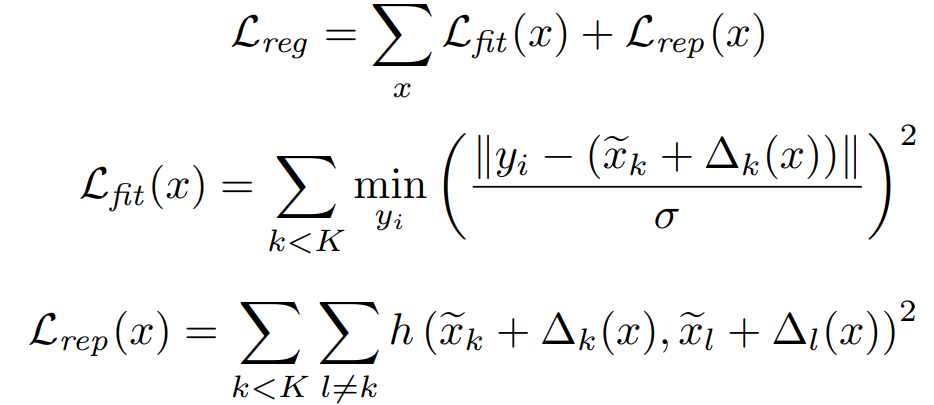 $\mathcal{L}_{reg} = \sum_{x} \mathcal{L}_{fit}(x) + \mathcal{L}_{rep}(x)$
$\mathcal{L}_{fit}(x) = \sum_{k<K} \min_{y_i} \left( \frac{\| y_i - (\widetilde{x}_k + \Delta_k(x)) \|}{\sigma} \right)^2$
$\mathcal{L}_{rep}(x) = \sum_{k<K} \sum_{l \neq k} h \left( \widetilde{x}_k + \Delta_k(x), \widetilde{x}_l + \Delta_l(x) \right)^2$